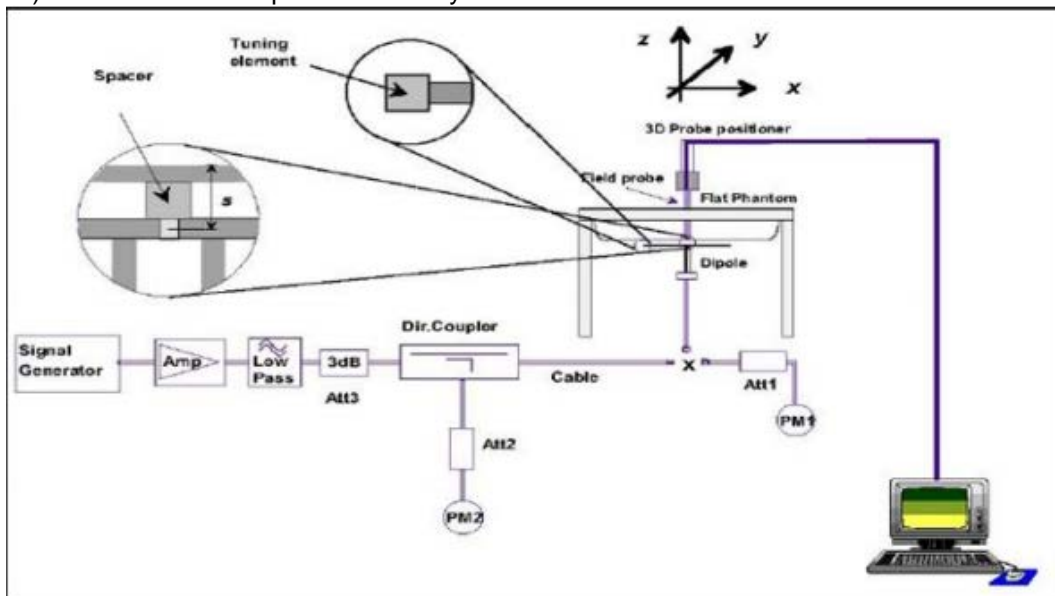 Tuning
element
Spacer
s
z
y
x
3D Probe positioner
Field probe
Flat Phantom
Dipole
Signal
Generator
Amp
Low
Pass
3dB
Att3
Dir.Coupler
Cable
x
Att1
PM1
Att2
PM2